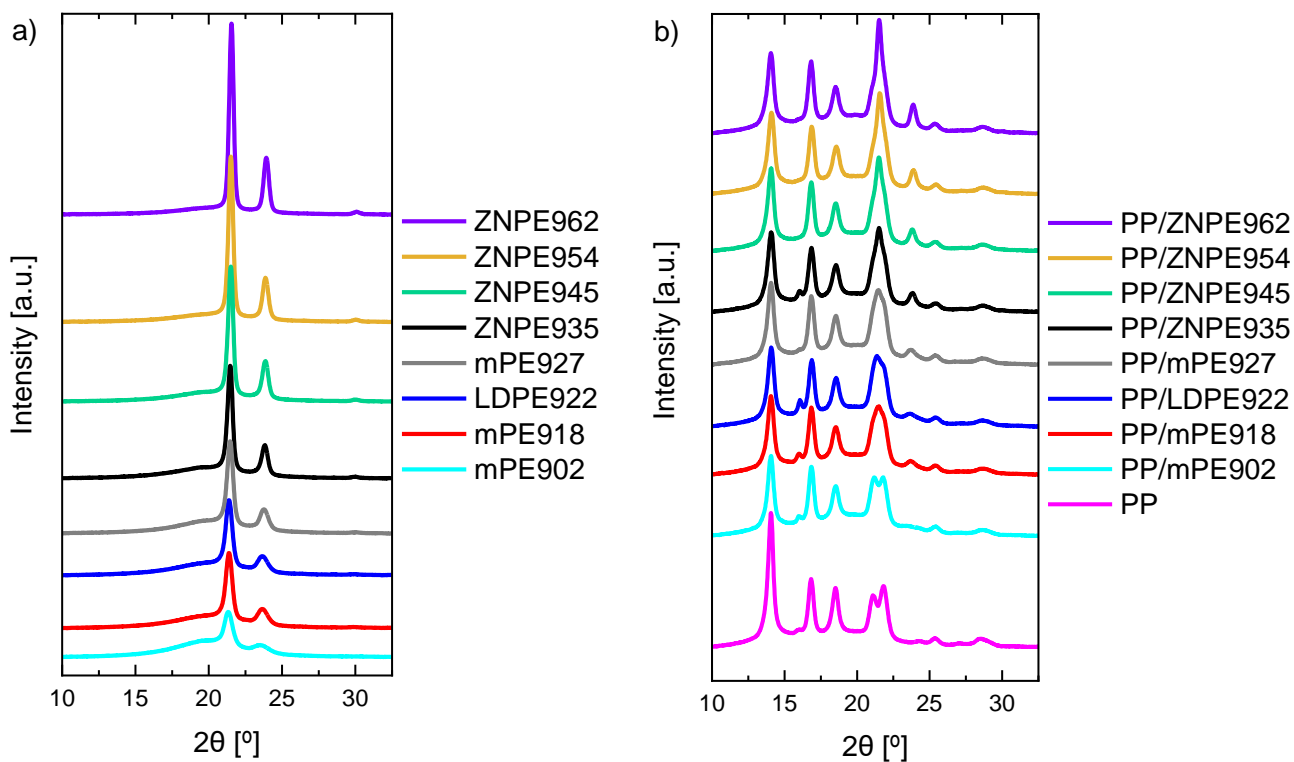 a)
Intensity [a.u.]
10 15 20 25 30
2θ [º]
ZNPE962
ZNPE954
ZNPE945
ZNPE935
mPE927
LDPE922
mPE918
mPE902
b)
Intensity [a.u.]
10 15 20 25 30
2θ [º]
PP/ZNPE962
PP/ZNPE954
PP/ZNPE945
PP/ZNPE935
PP/mPE927
PP/LDPE922
PP/mPE918
PP/mPE902
PP